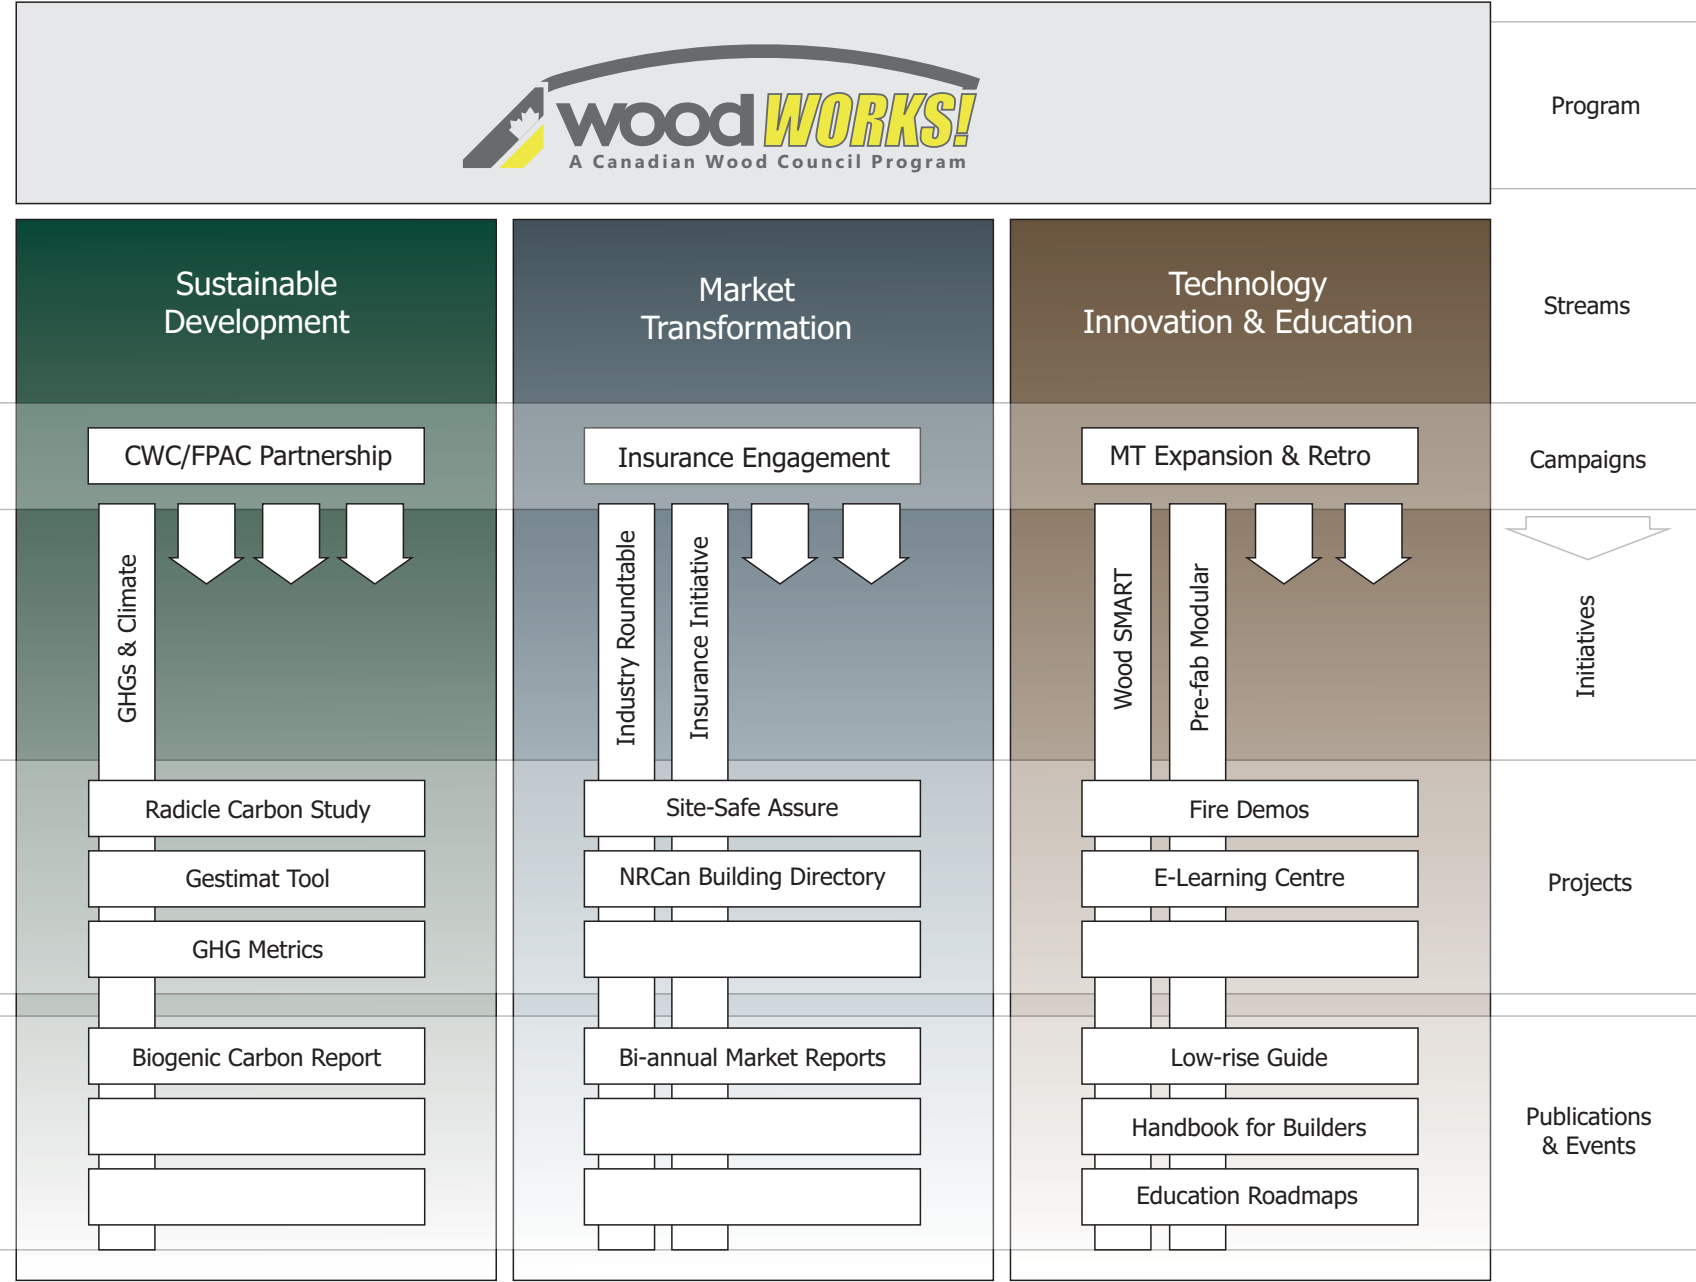 wood WORKS!
A Canadian Wood Council Program
Program
Sustainable
Development
Market
Transformation
Technology
Innovation & Education
Streams
CWC/FPAC Partnership
Insurance Engagement
MT Expansion & Retro
Campaigns
GHGs & Climate
Industry Roundtable
Insurance Initiative
Wood SMART
Pre-fab Modular
Initiatives
Radicle Carbon Study
Site-Safe Assure
Fire Demos
Gestimat Tool
NRCan Building Directory
E-Learning Centre
Projects
GHG Metrics
Biogenic Carbon Report
Bi-annual Market Reports
Low-rise Guide
Handbook for Builders
Publications
& Events
Education Roadmaps